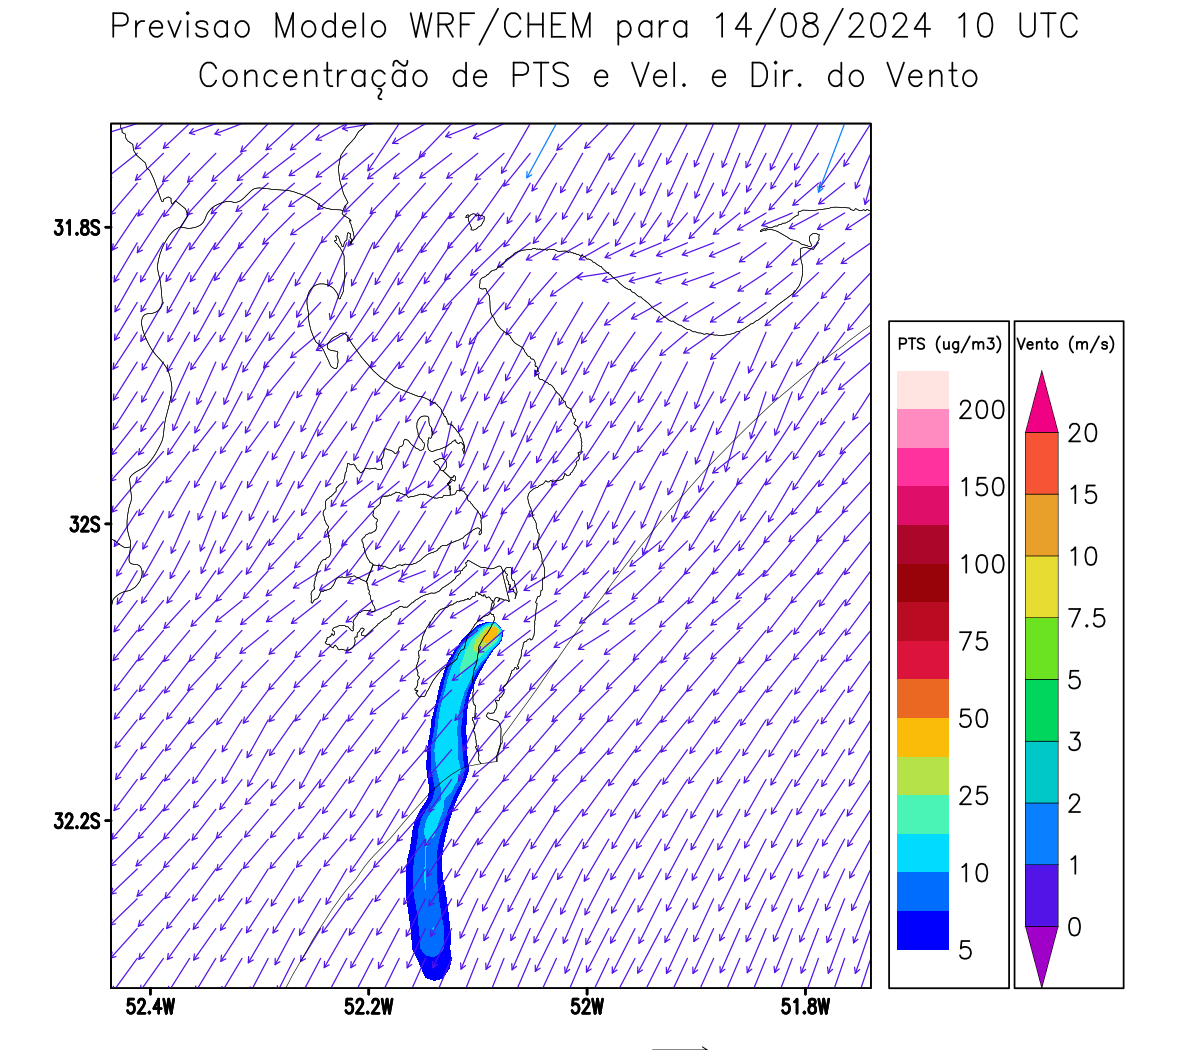 Previsao Modelo WRF/CHEM para 14/08/2024 10 UTC
Concentração de PTS e Vel. e Dir. do Vento
31.8S
32S
32.2S
52.4W
52.2W
52W
51.8W
PTS (ug/m3)
200
150
100
75
50
25
10
5
Vento (m/s)
20
15
10
7.5
5
3
2
1
0